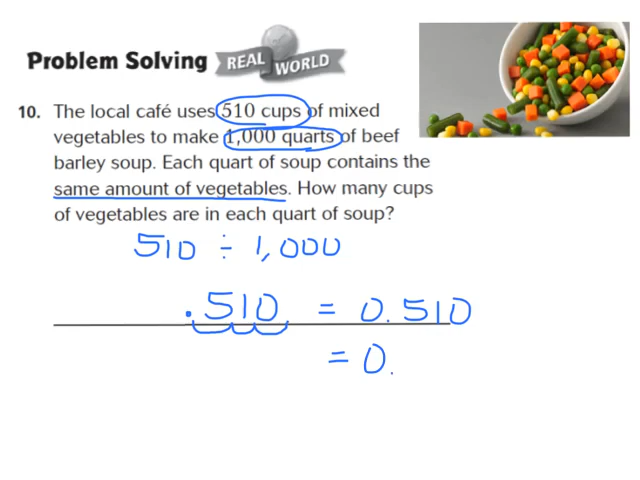 Problem Solving REAL WORLD
10. The local café uses 510 cups of mixed
vegetables to make 1,000 quarts of beef
barley soup. Each quart of soup contains the
same amount of vegetables. How many cups
of vegetables are in each quart of soup?
510 ÷ 1,000
.510. = 0.510
= 0.